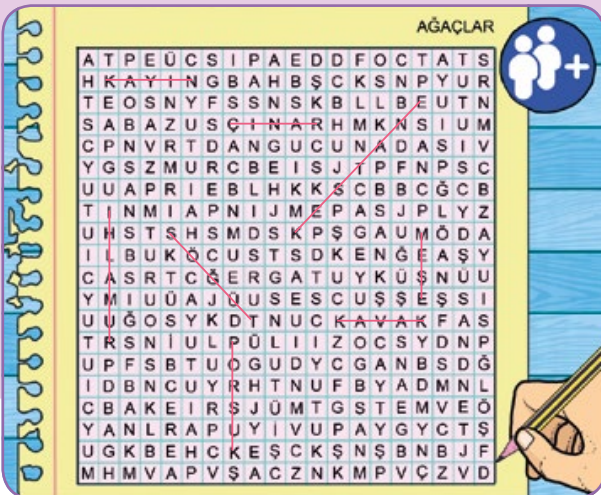 AĞAÇLAR
A T P E Ü C S I P A E D D F O C T A T S
H K A Y I N G B A H B Ş C K S N P Y U R
T E O S N Y F S S N S K B L L B E U T N
S A B A Z U S Ç I N A R H M K N S I U M
C P N V R T D A N G U C U N A D A S I V
Y G S Z M U R C B E I S J T P F N P S C
U U A P R I E B L H K K S C B B C Ğ C B
T I N M I A P N I J M E P A S J P L Y Z
U H S T S H S M D S K P Ş G A U M Ö D A
I L B U K Ö C U S T S D K E N Ğ E A Ş Y
C A S R T C Ğ E R G A T U Y K Ü Ş N Ü U
Y M I U Ü A J Ü U S E S C U Ş Ş E Ş S I
U U Ğ O S Y K D T N U C K A V A K F A S
T R S N İ U L P Ü L I I Z O C S Y D N P
U P F S B T U O G U D Y C G A N B S D Ğ
I D B N C U Y R H T N U F B Y A D M N L
C B A K E I R S J Ü M T G S T E M V E Ö
Y A N L R A P U Y İ V U P A Y G Y C T Ş
U G K B E H C K E Ş C K Ş N Ş B N B J F
M H M V A P V Ş A C Z N K M P V Ç Z V D